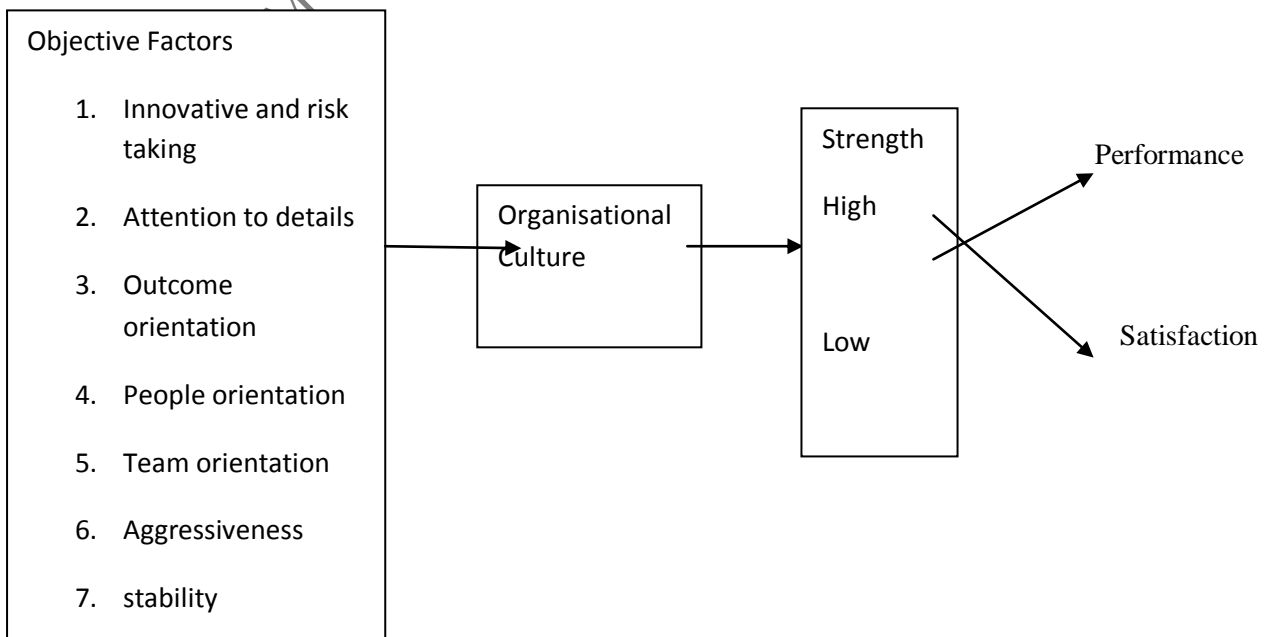 Objective Factors
1. Innovative and risk
taking
2. Attention to details
3. Outcome
orientation
4. People orientation
5. Team orientation
6. Aggressiveness
7. stability
Organisational
Culture
Strength
High
Low
Performance
Satisfaction